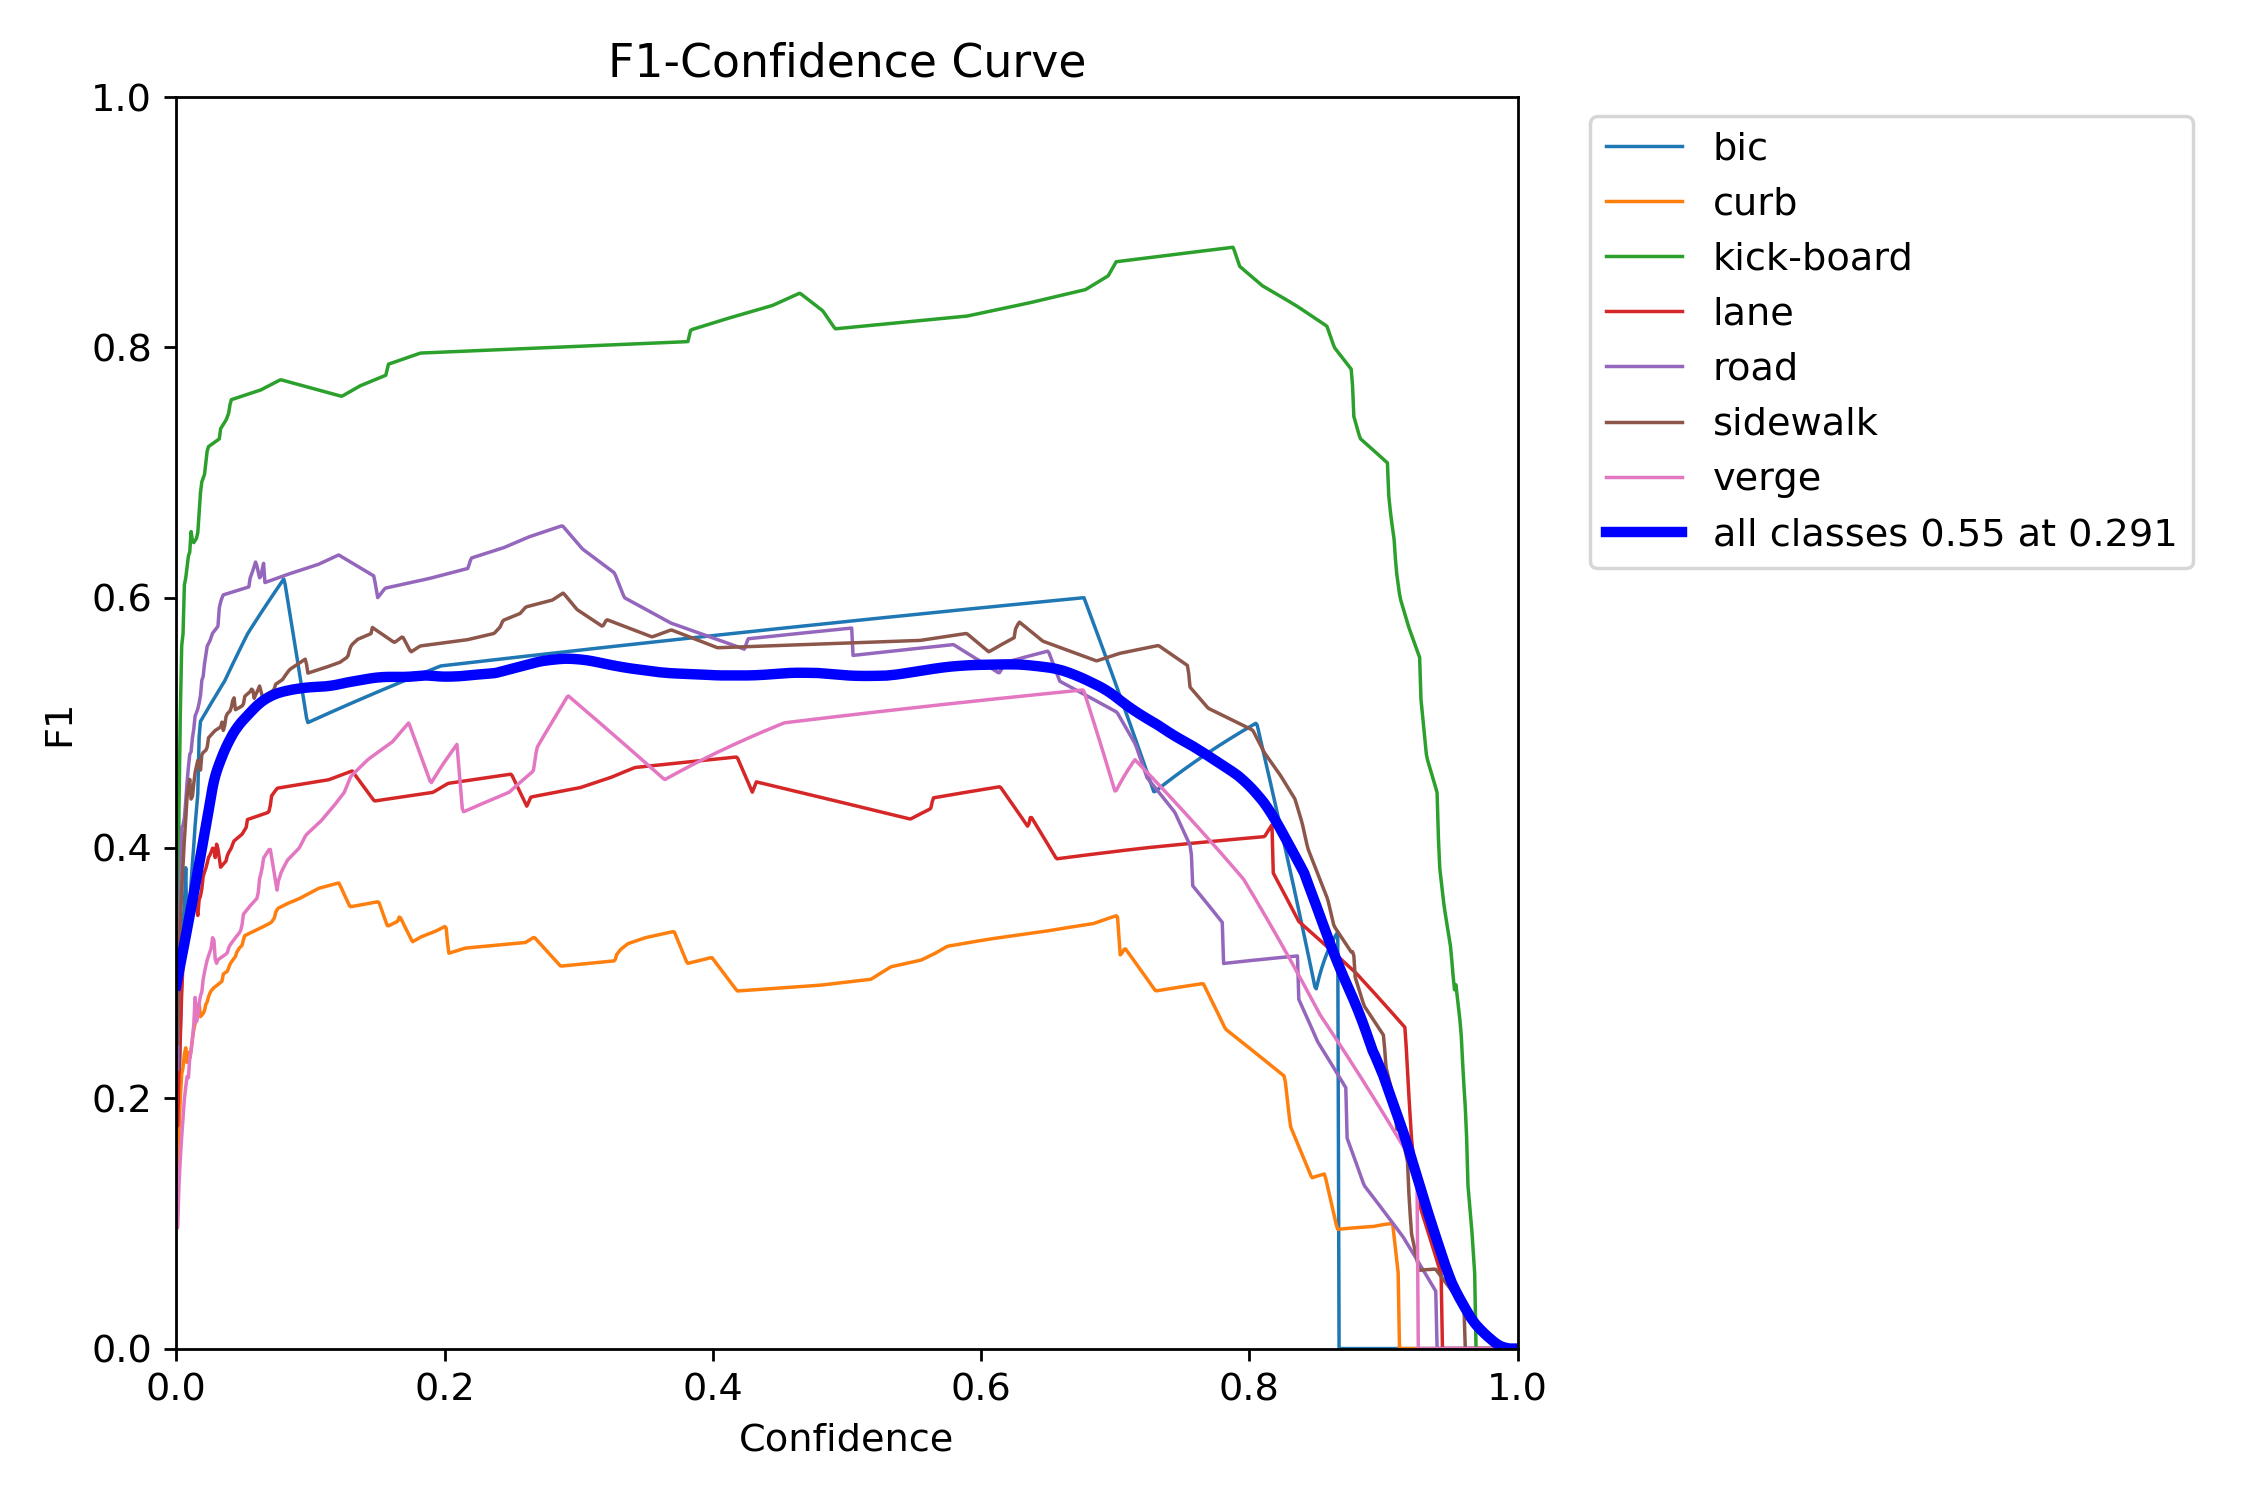 F1-Confidence Curve
1.0
0.8
0.6
0.4
0.2
0.0
F1
0.0 0.2 0.4 0.6 0.8 1.0
Confidence
bic
curb
kick-board
lane
road
sidewalk
verge
all classes 0.55 at 0.291